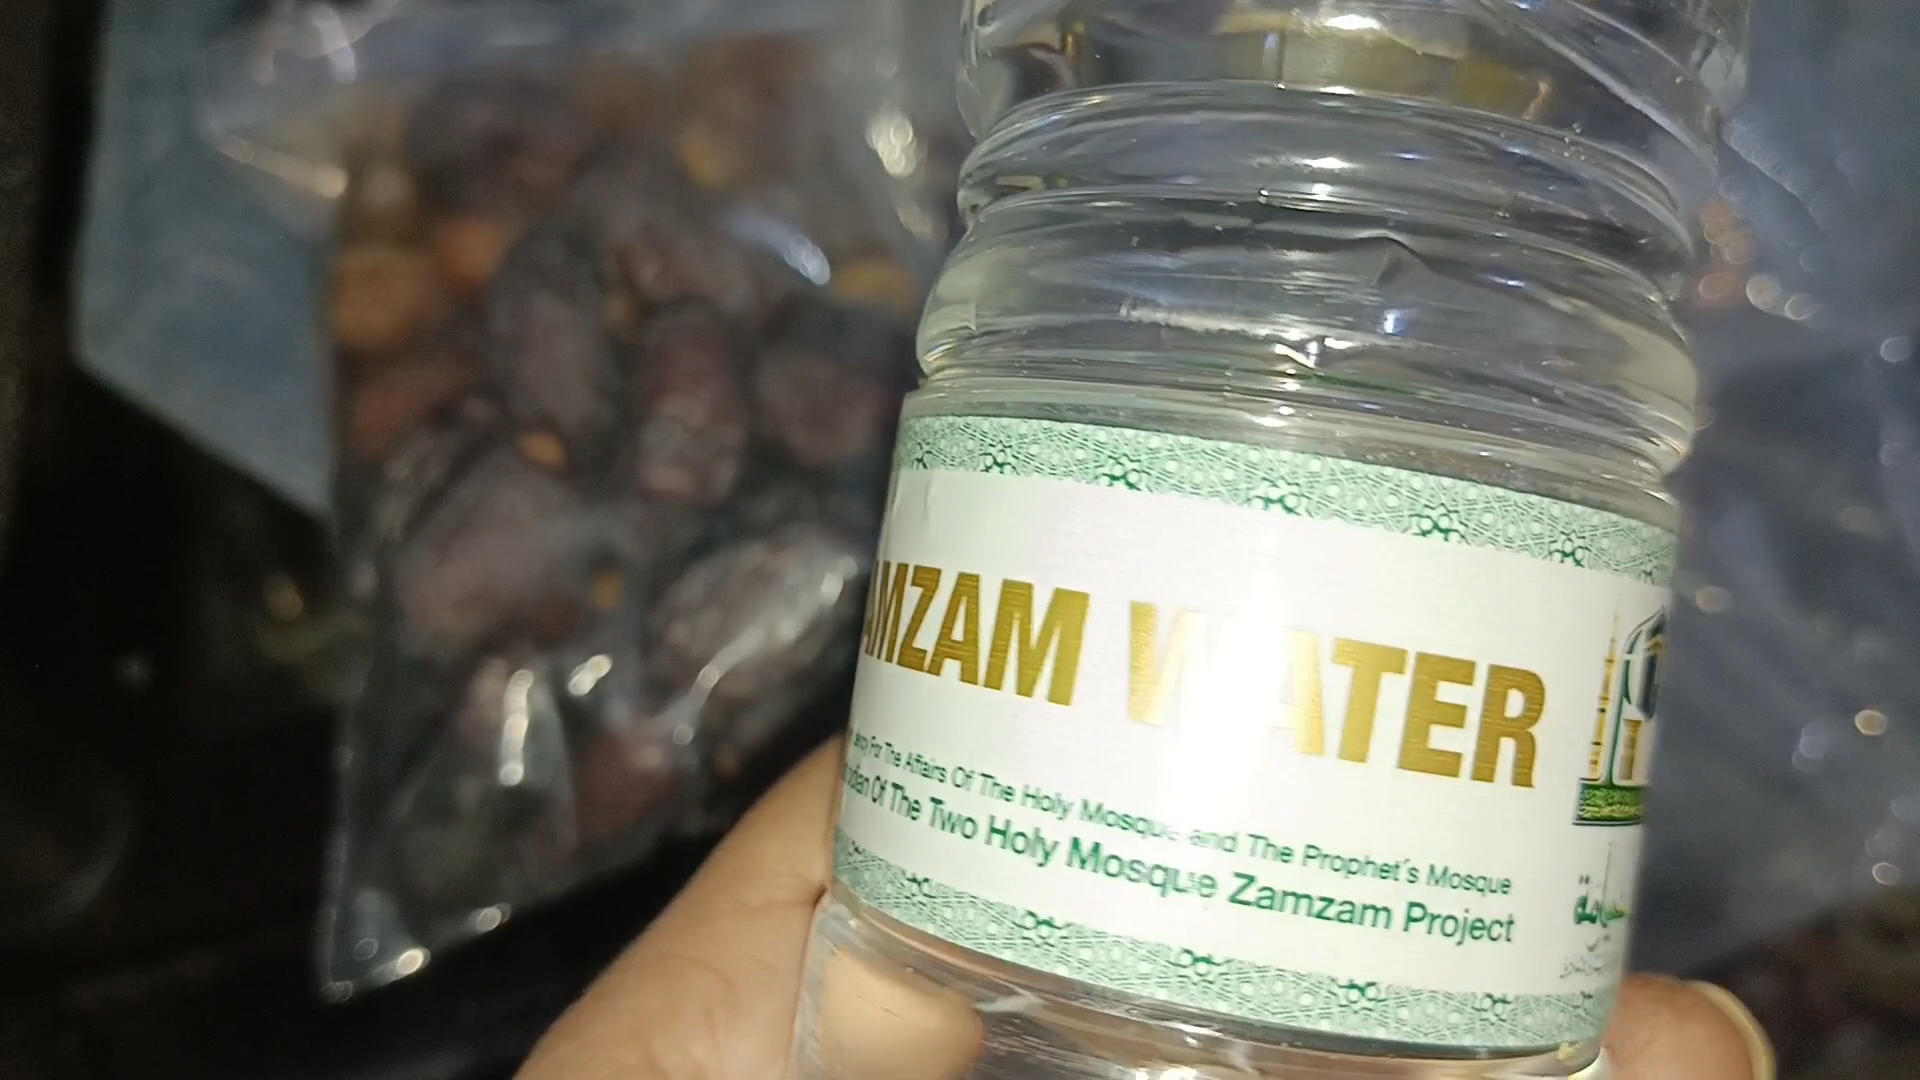 AMZAM WATER
ency For The Affairs Of The Holy Mosque and The Prophet's Mosque
Of The Two Holy Mosque Zamzam Project